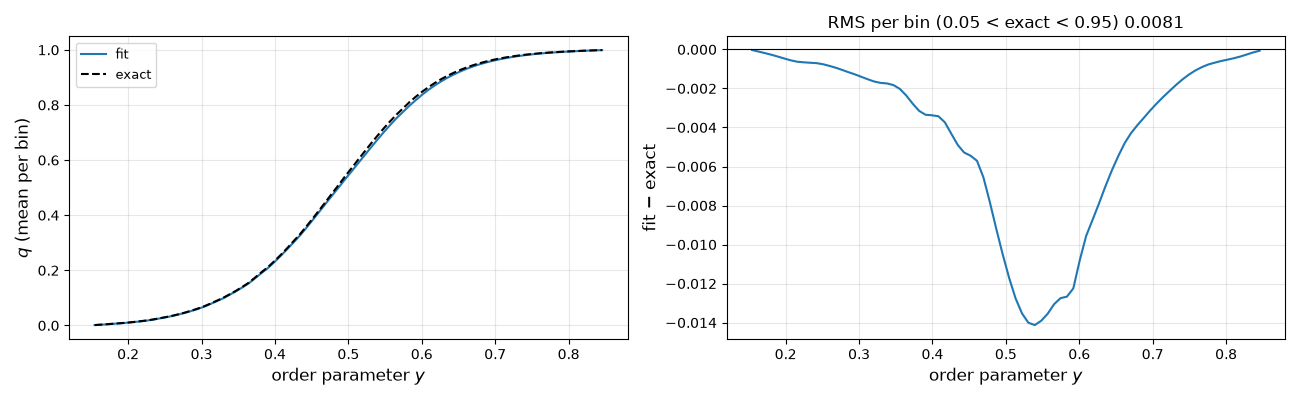 fit
exact
1.0
0.8
0.6
0.4
0.2
0.0
q (mean per bin)
0.2 0.3 0.4 0.5 0.6 0.7 0.8
order parameter y
RMS per bin (0.05 < exact < 0.95) 0.0081
0.000
−0.002
−0.004
−0.006
−0.008
−0.010
−0.012
−0.014
fit − exact
0.2 0.3 0.4 0.5 0.6 0.7 0.8
order parameter y